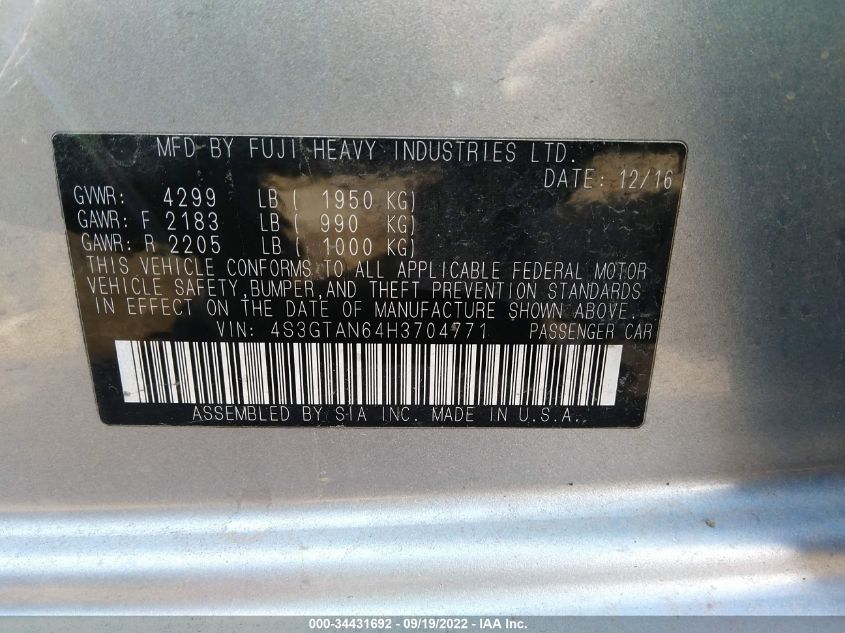 MFD BY FUJI HEAVY INDUSTRIES LTD.
DATE: 12/16
GVWR: 4299 LB ( 1950 KG)
GAWR: F 2183 LB ( 990 KG)
GAWR: R 2205 LB ( 1000 KG)
THIS VEHICLE CONFORMS TO ALL APPLICABLE FEDERAL MOTOR
VEHICLE SAFETY,BUMPER,AND THEFT PREVENTION STANDARDS
IN EFFECT ON THE DATE OF MANUFACTURE SHOWN ABOVE.
VIN: 4S3GTAN64H3704771 PASSENGER CAR
ASSEMBLED BY SIA INC. MADE IN U.S.A.
000-34431692 - 09/19/2022 - IAA Inc.